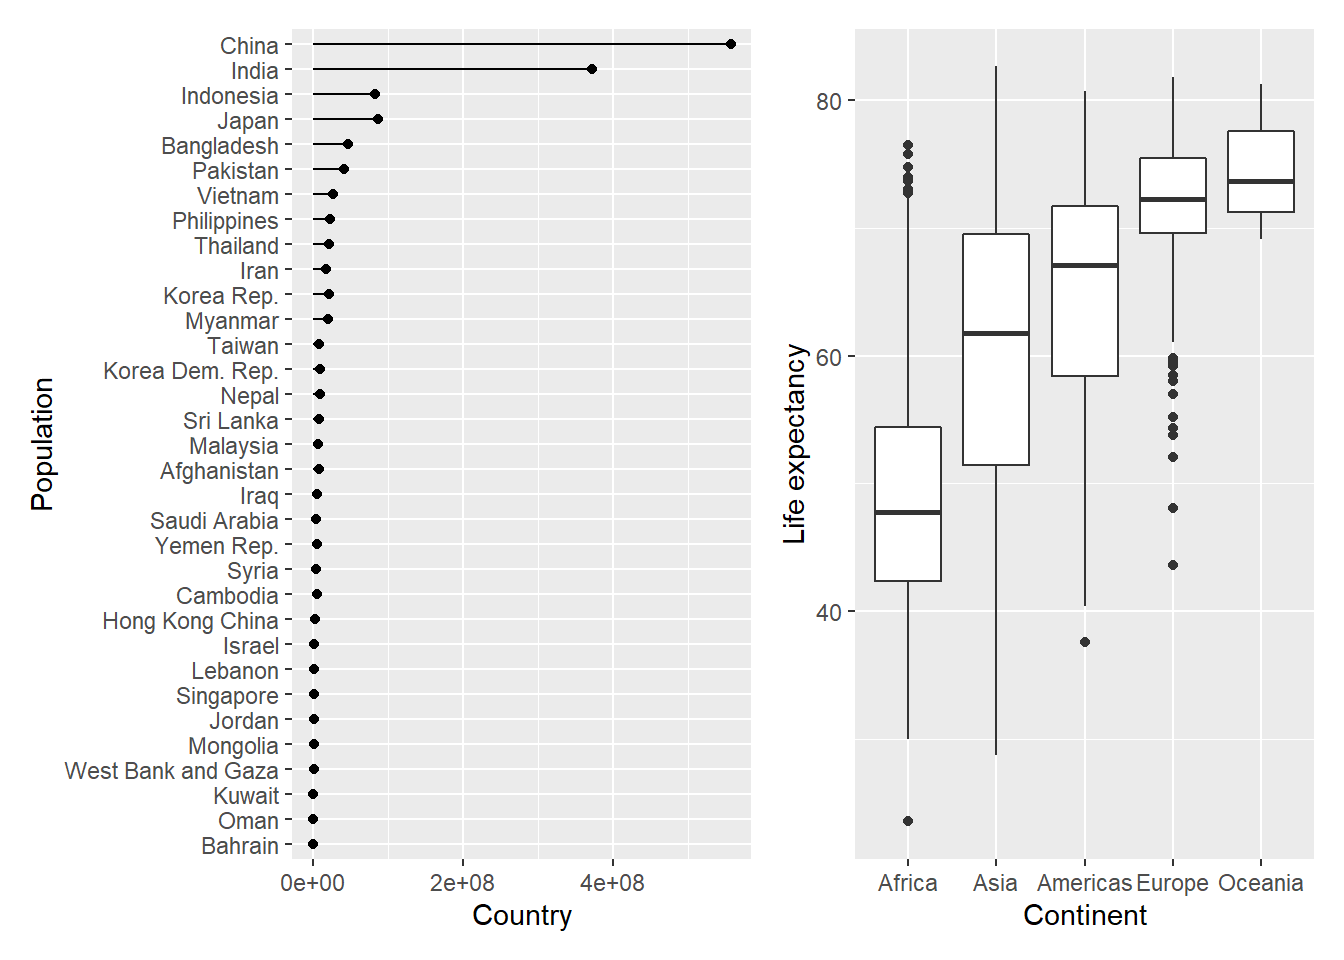 China
India
Indonesia
Japan
Bangladesh
Pakistan
Vietnam
Philippines
Thailand
Iran
Korea Rep.
Myanmar
Taiwan
Korea Dem. Rep.
Nepal
Sri Lanka
Malaysia
Afghanistan
Iraq
Saudi Arabia
Yemen Rep.
Syria
Cambodia
Hong Kong China
Israel
Lebanon
Singapore
Jordan
Mongolia
West Bank and Gaza
Kuwait
Oman
Bahrain
Population
0e+00 2e+08 4e+08
Country
80
60
40
Life expectancy
Africa Asia Americas Europe Oceania
Continent